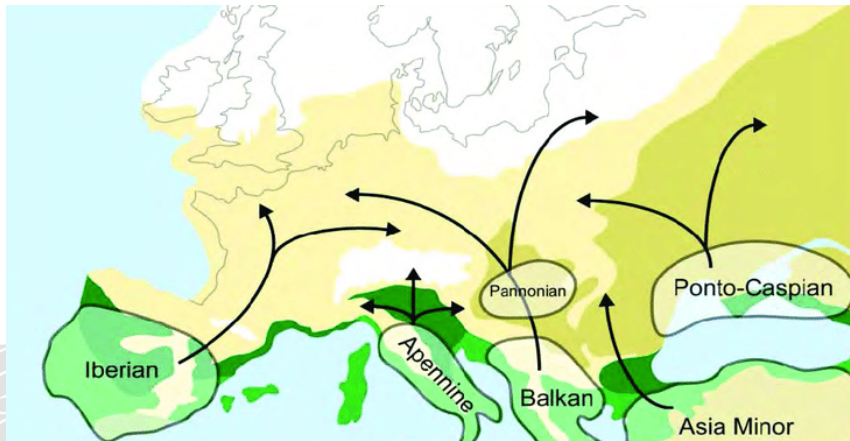 Pannonian
Ponto-Caspian
Iberian
Apennine
Balkan
Asia Minor